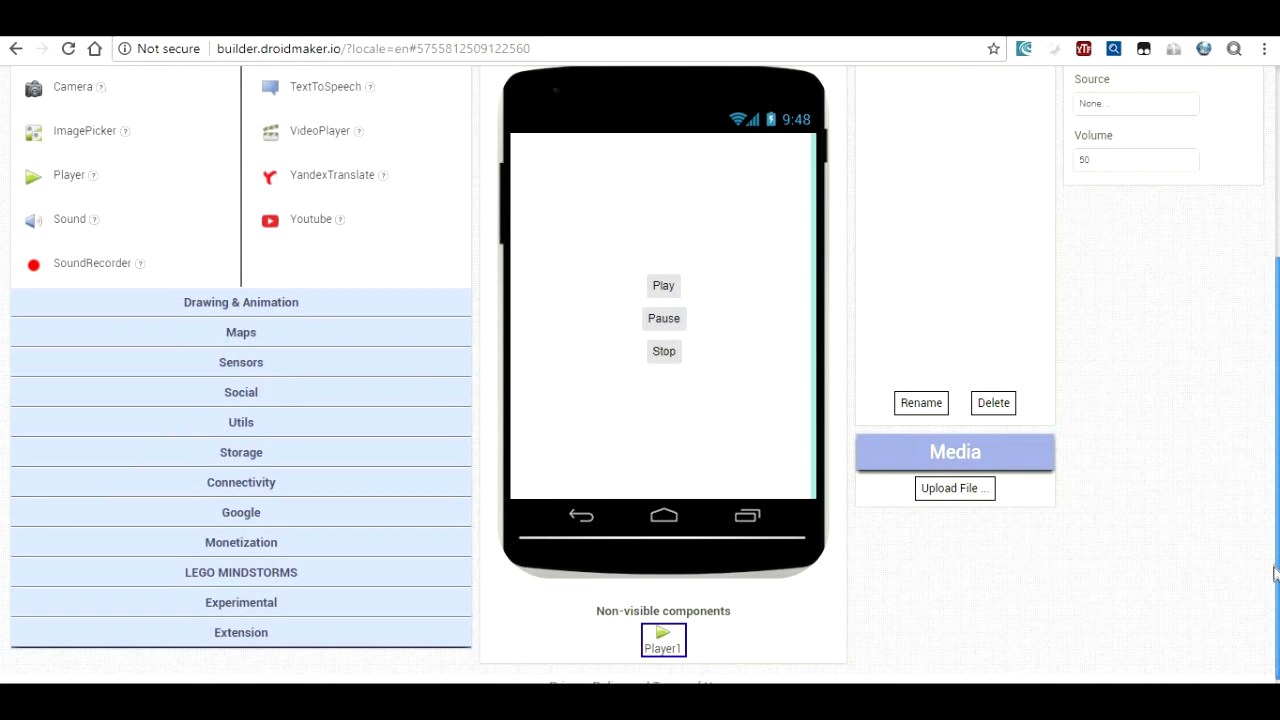 Not secure
builder.droidmaker.io/?locale=en#5755812509122560
Camera ?
ImagePicker ?
Player ?
Sound ?
SoundRecorder ?
TextToSpeech ?
VideoPlayer ?
YandexTranslate ?
Youtube ?
Drawing & Animation
Maps
Sensors
Social
Utils
Storage
Connectivity
Google
Monetization
LEGO MINDSTORMS
Experimental
Extension
9:48
Play
Pause
Stop
Non-visible components
Player1
Rename
Delete
Media
Upload File ...
Source
None...
Volume
50